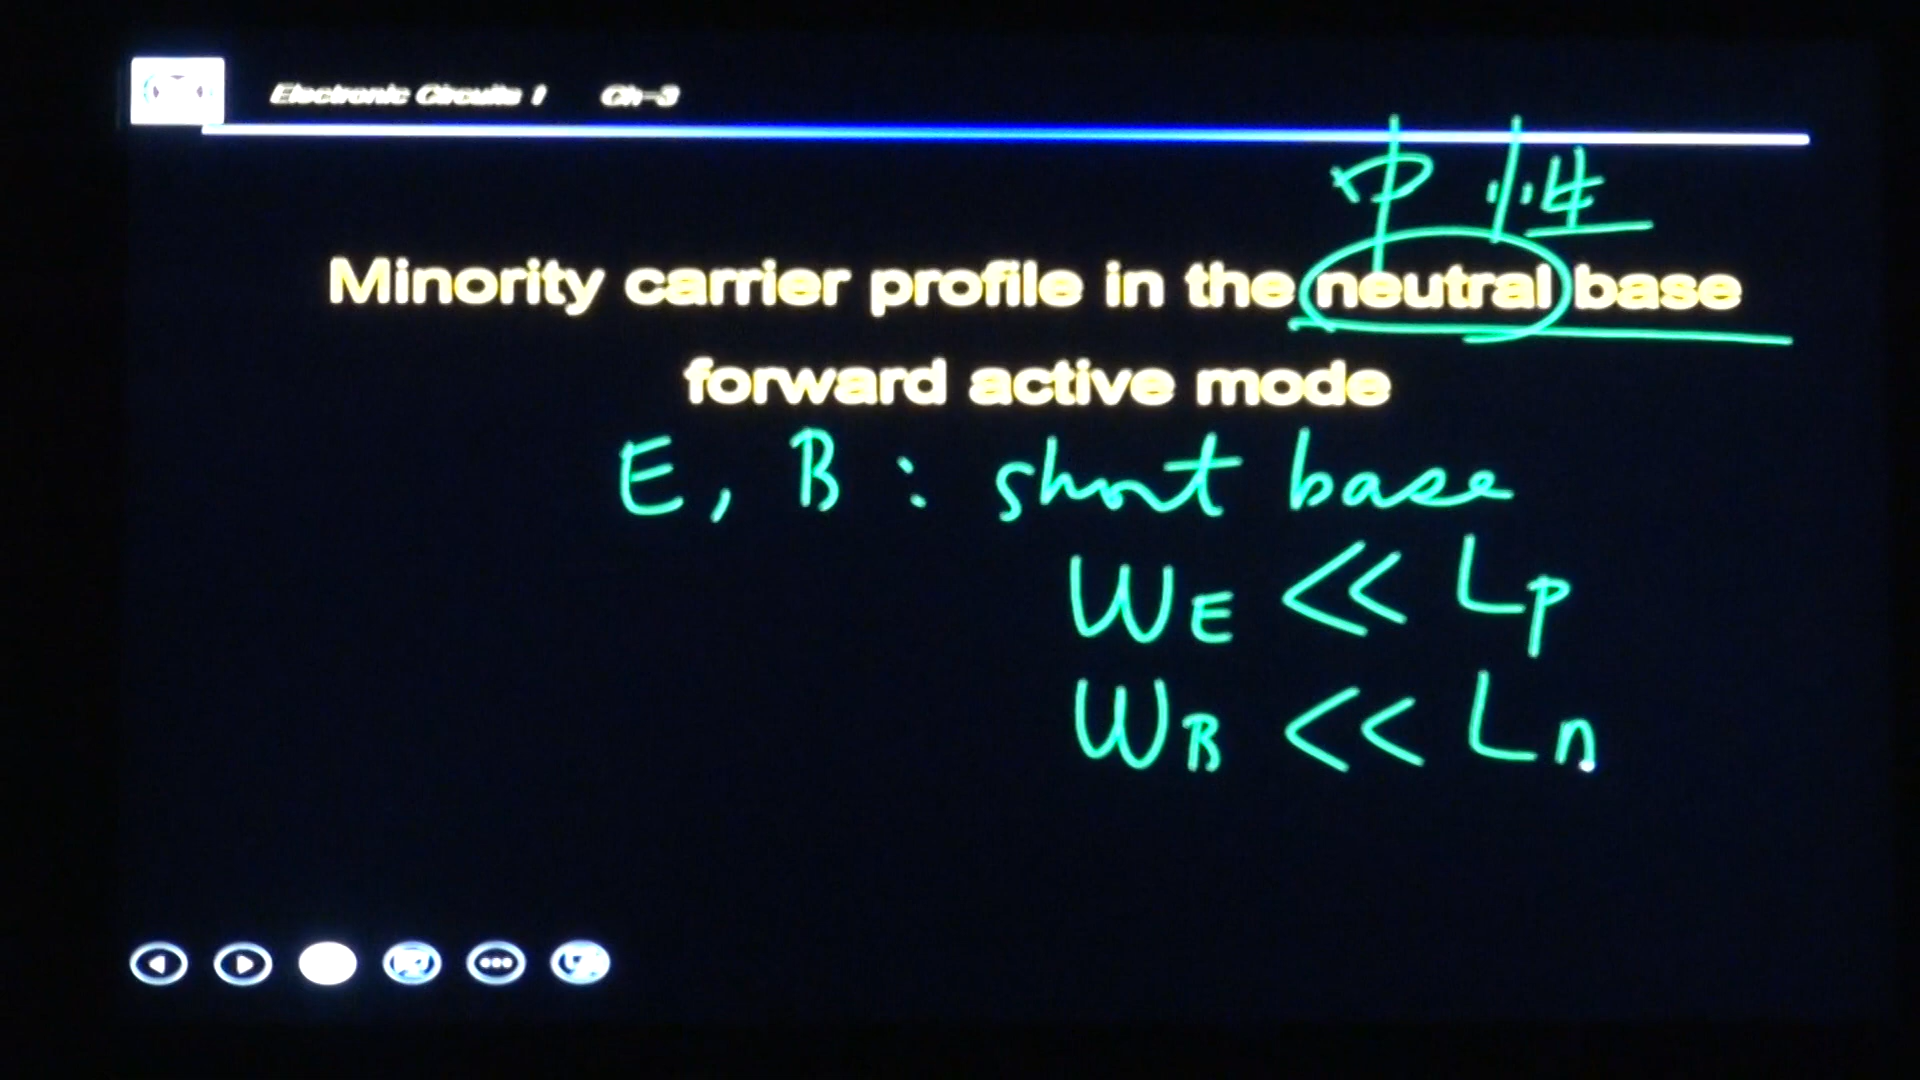 Electronic Circuits I Ch-3
中性
Minority carrier profile in the neutral base
forward active mode
E, B : short base
WE << Lp
WB << Ln